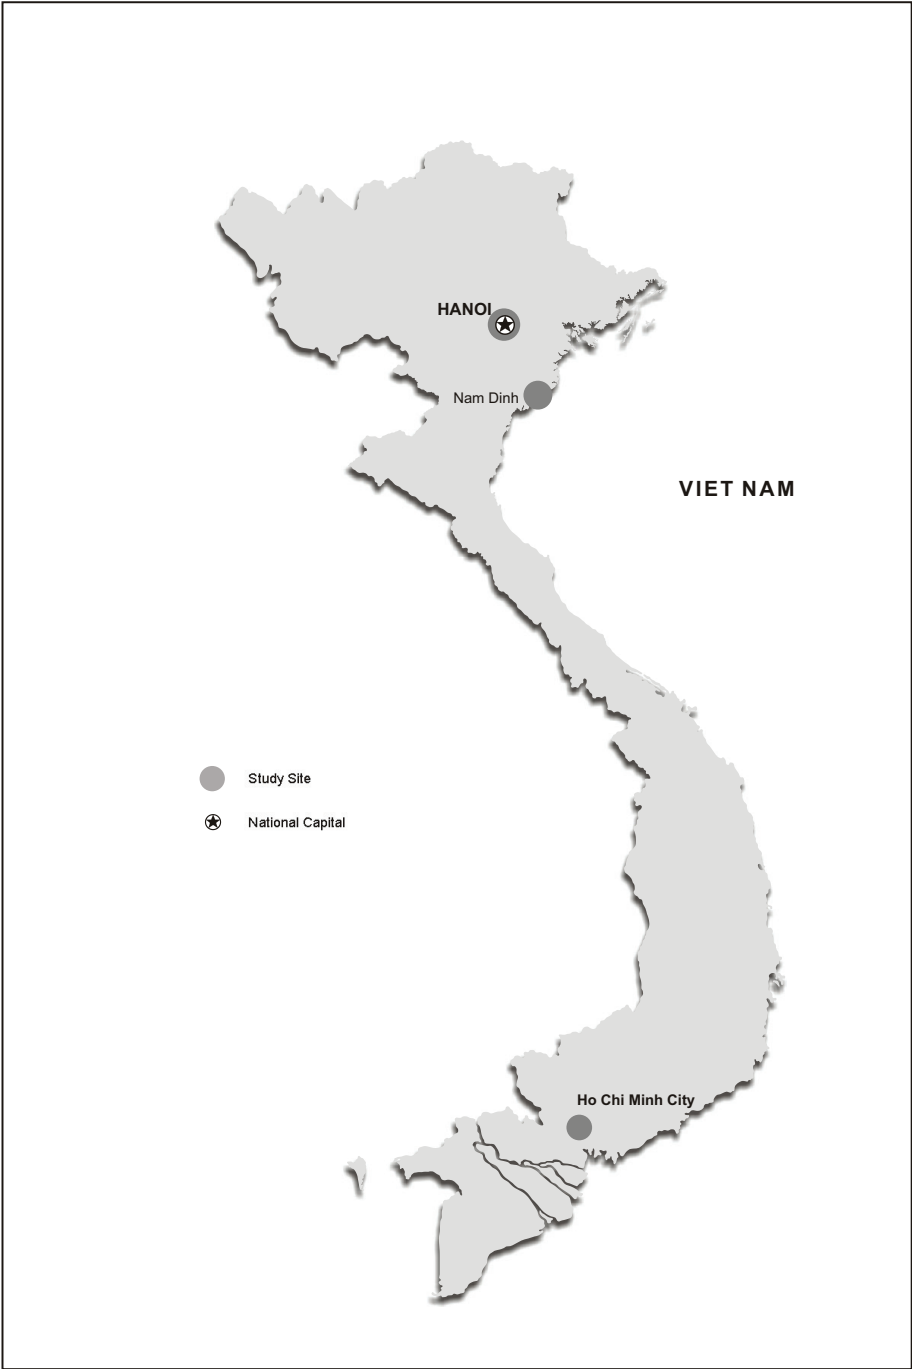 HANOI
Nam Dinh
VIET NAM
Study Site
National Capital
Ho Chi Minh City